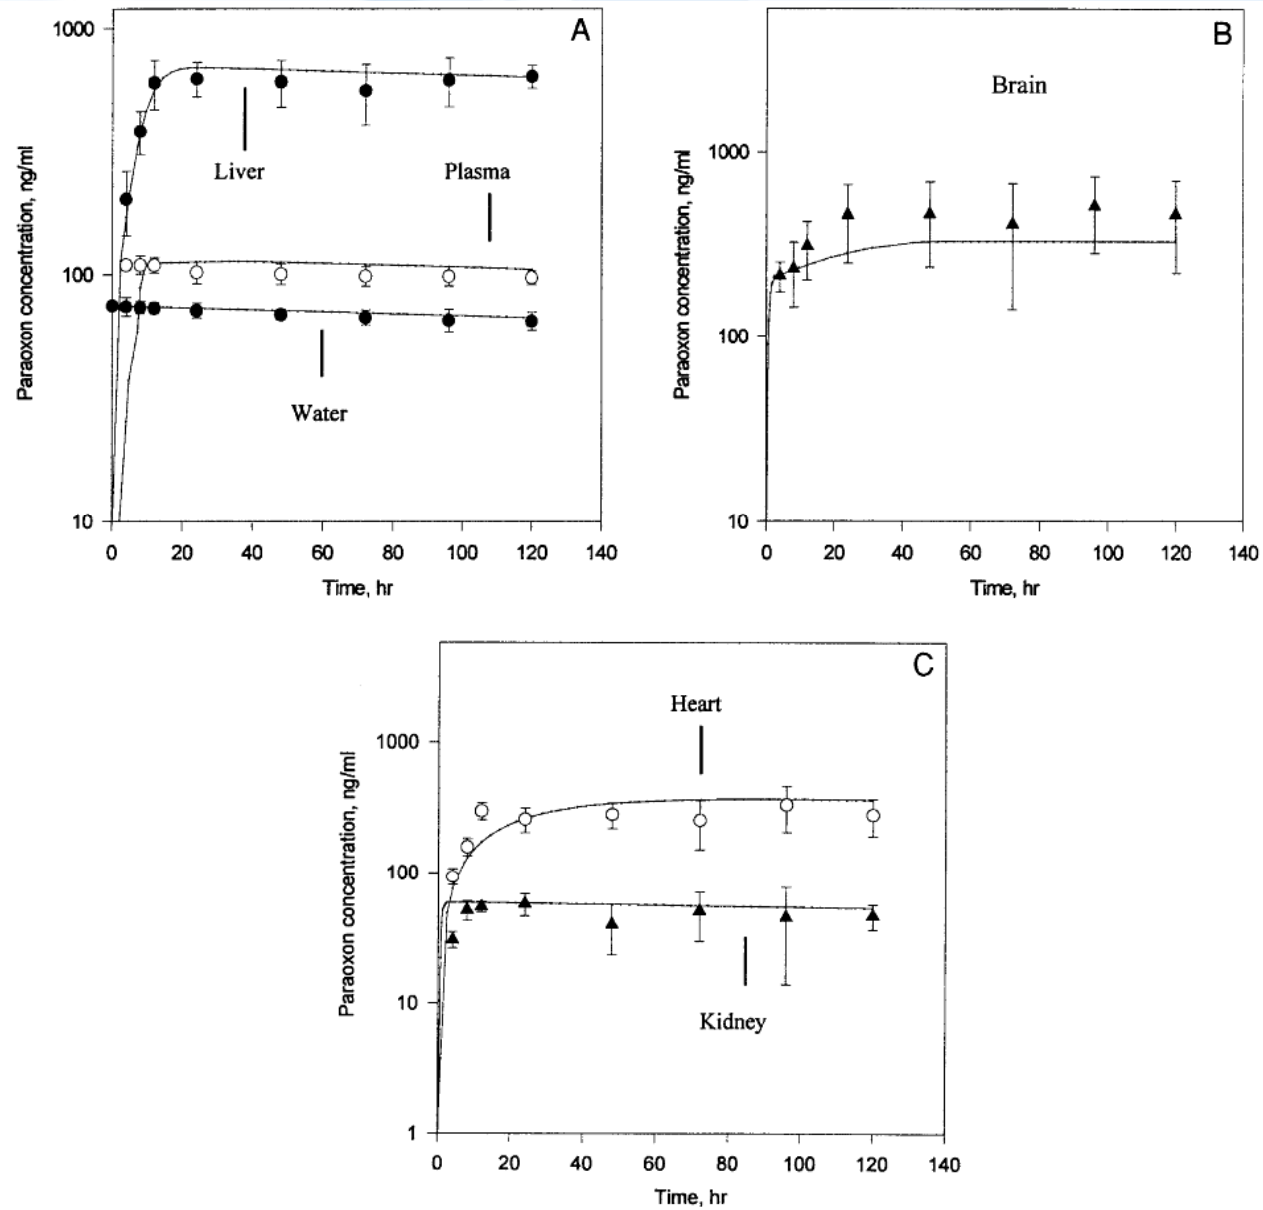 A
1000
100
10
Paraoxon concentration, ng/ml
Liver
Plasma
Water
0 20 40 60 80 100 120 140
Time, hr
B
Brain
1000
100
10
Paraoxon concentration, ng/ml
0 20 40 60 80 100 120 140
Time, hr
C
Heart
1000
100
10
1
Paraoxon concentration, ng/ml
Kidney
0 20 40 60 80 100 120 140
Time, hr